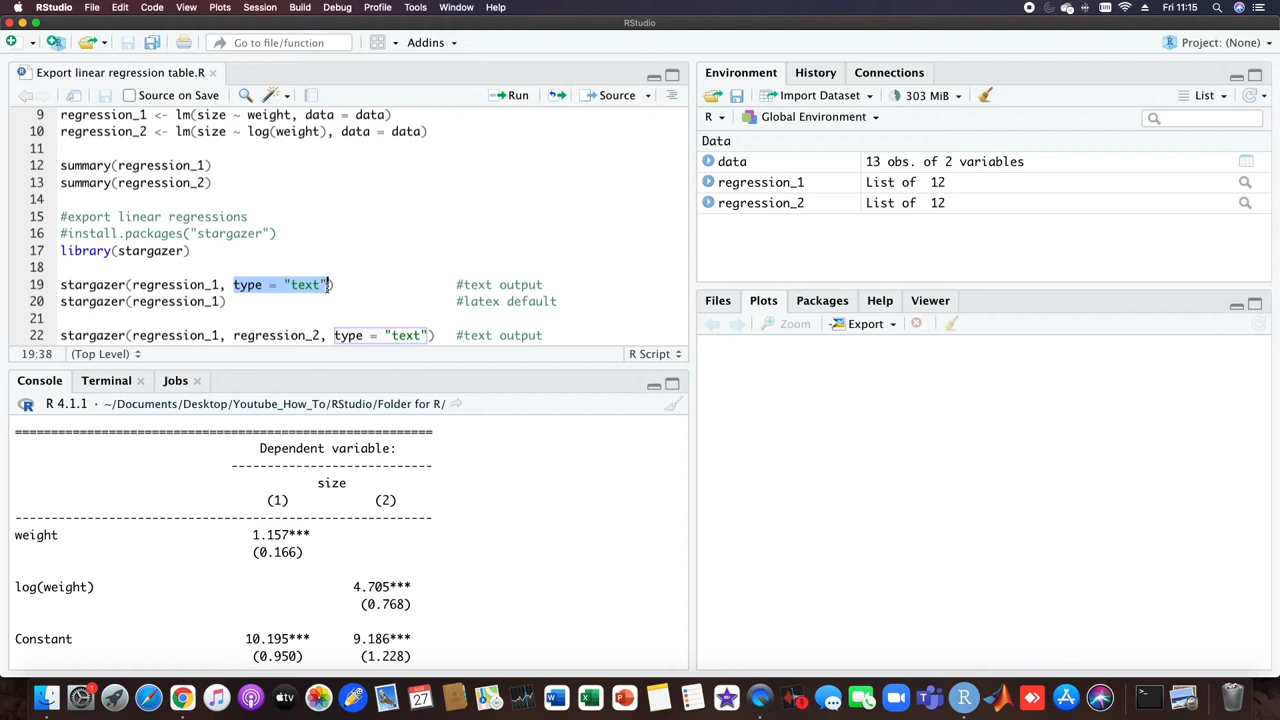 RStudio File Edit Code View Plots Session Build Debug Profile Tools Window Help Fri 11:15
RStudio
Go to file/function Addins Project: (None)
Export linear regression table.R
Source on Save Run Source
9 regression_1 <- lm(size ~ weight, data = data)
10 regression_2 <- lm(size ~ log(weight), data = data)
11
12 summary(regression_1)
13 summary(regression_2)
14
15 #export linear regressions
16 #install.packages("stargazer")
17 library(stargazer)
18
19 stargazer(regression_1, type = "text") #text output
20 stargazer(regression_1) #latex default
21
22 stargazer(regression_1, regression_2, type = "text") #text output
19:38 (Top Level) R Script
Console Terminal Jobs
R 4.1.1 · ~/Documents/Desktop/Youtube_How_To/RStudio/Folder for R/
==========================================================
Dependent variable:
----------------------------
size
(1) (2)
----------------------------------------------------------
weight 1.157***
(0.166)
log(weight) 4.705***
(0.768)
Constant 10.195*** 9.186***
(0.950) (1.228)
Environment History Connections
Import Dataset 303 MiB List
R Global Environment
Data
data 13 obs. of 2 variables
regression_1 List of 12
regression_2 List of 12
Files Plots Packages Help Viewer
Zoom Export
1 AUG 27 tv W X P R